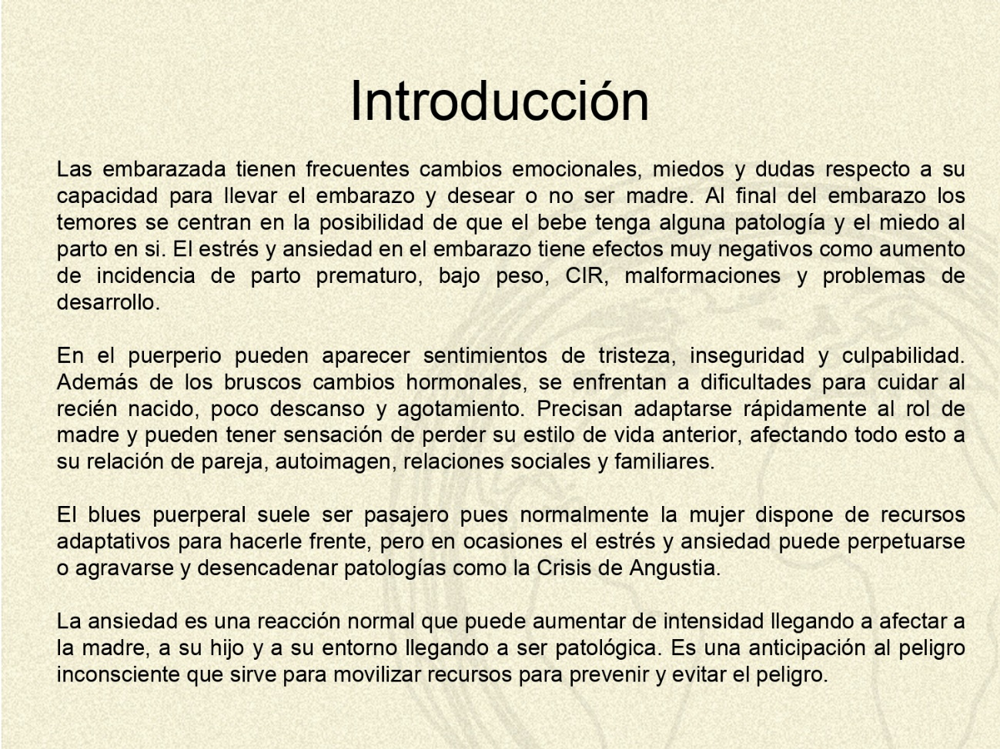 Introducción
Las embarazada tienen frecuentes cambios emocionales, miedos y dudas respecto a su
capacidad para llevar el embarazo y desear o no ser madre. Al final del embarazo los
temores se centran en la posibilidad de que el bebe tenga alguna patología y el miedo al
parto en si. El estrés y ansiedad en el embarazo tiene efectos muy negativos como aumento
de incidencia de parto prematuro, bajo peso, CIR, malformaciones y problemas de
desarrollo.
En el puerperio pueden aparecer sentimientos de tristeza, inseguridad y culpabilidad.
Además de los bruscos cambios hormonales, se enfrentan a dificultades para cuidar al
recién nacido, poco descanso y agotamiento. Precisan adaptarse rápidamente al rol de
madre y pueden tener sensación de perder su estilo de vida anterior, afectando todo esto a
su relación de pareja, autoimagen, relaciones sociales y familiares.
El blues puerperal suele ser pasajero pues normalmente la mujer dispone de recursos
adaptativos para hacerle frente, pero en ocasiones el estrés y ansiedad puede perpetuarse
o agravarse y desencadenar patologías como la Crisis de Angustia.
La ansiedad es una reacción normal que puede aumentar de intensidad llegando a afectar a
la madre, a su hijo y a su entorno llegando a ser patológica. Es una anticipación al peligro
inconsciente que sirve para movilizar recursos para prevenir y evitar el peligro.